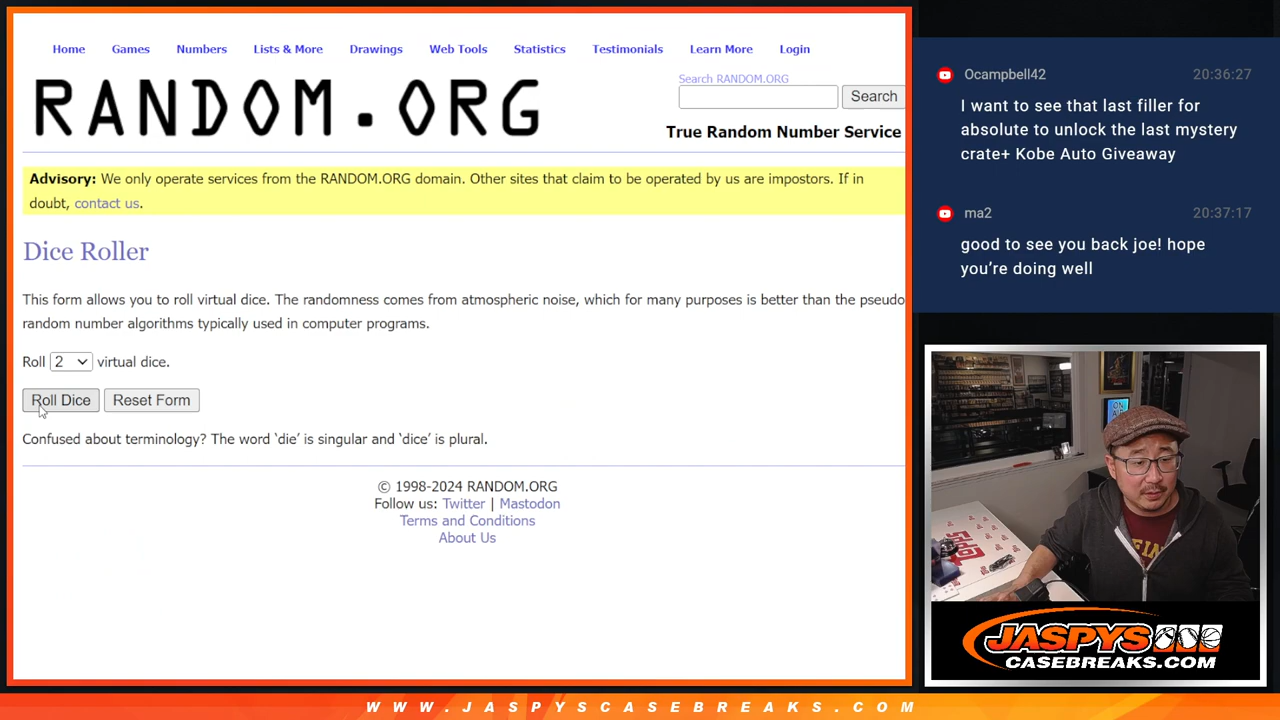 Home Games Numbers Lists & More Drawings Web Tools Statistics Testimonials Learn More Login
RANDOM.ORG
Search RANDOM.ORG
Search
True Random Number Service
Advisory: We only operate services from the RANDOM.ORG domain. Other sites that claim to be operated by us are impostors. If in
doubt, contact us.
Dice Roller
This form allows you to roll virtual dice. The randomness comes from atmospheric noise, which for many purposes is better than the pseudo
random number algorithms typically used in computer programs.
Roll 2 virtual dice.
Roll Dice Reset Form
Confused about terminology? The word ‘die’ is singular and ‘dice’ is plural.
© 1998-2024 RANDOM.ORG
Follow us: Twitter | Mastodon
Terms and Conditions
About Us
Ocampbell42 20:36:27
I want to see that last filler for
absolute to unlock the last mystery
crate+ Kobe Auto Giveaway
ma2 20:37:17
good to see you back joe! hope
you’re doing well
ON
AIR
topps
JASPYS
CASEBREAKS.COM
WWW.JASPYSCASEBREAKS.COM